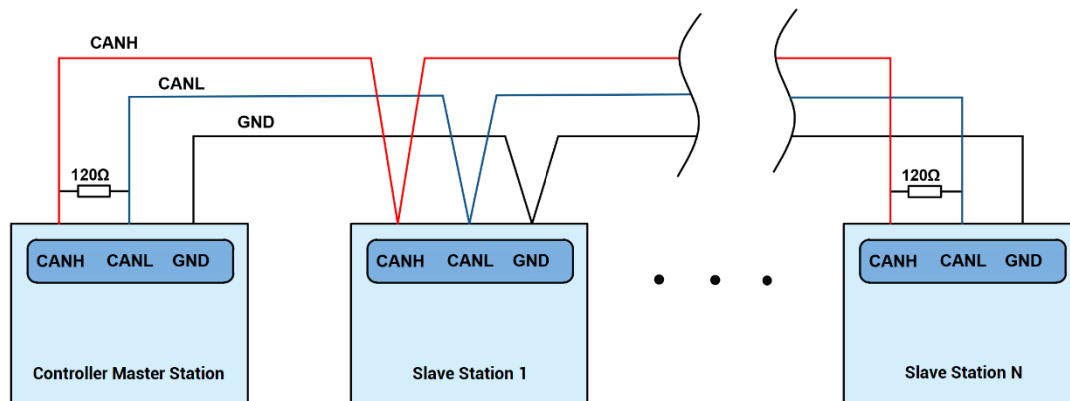 CANH
CANL
GND
120Ω
120Ω
CANH CANL GND
CANH CANL GND
CANH CANL GND
Controller Master Station
Slave Station 1
Slave Station N